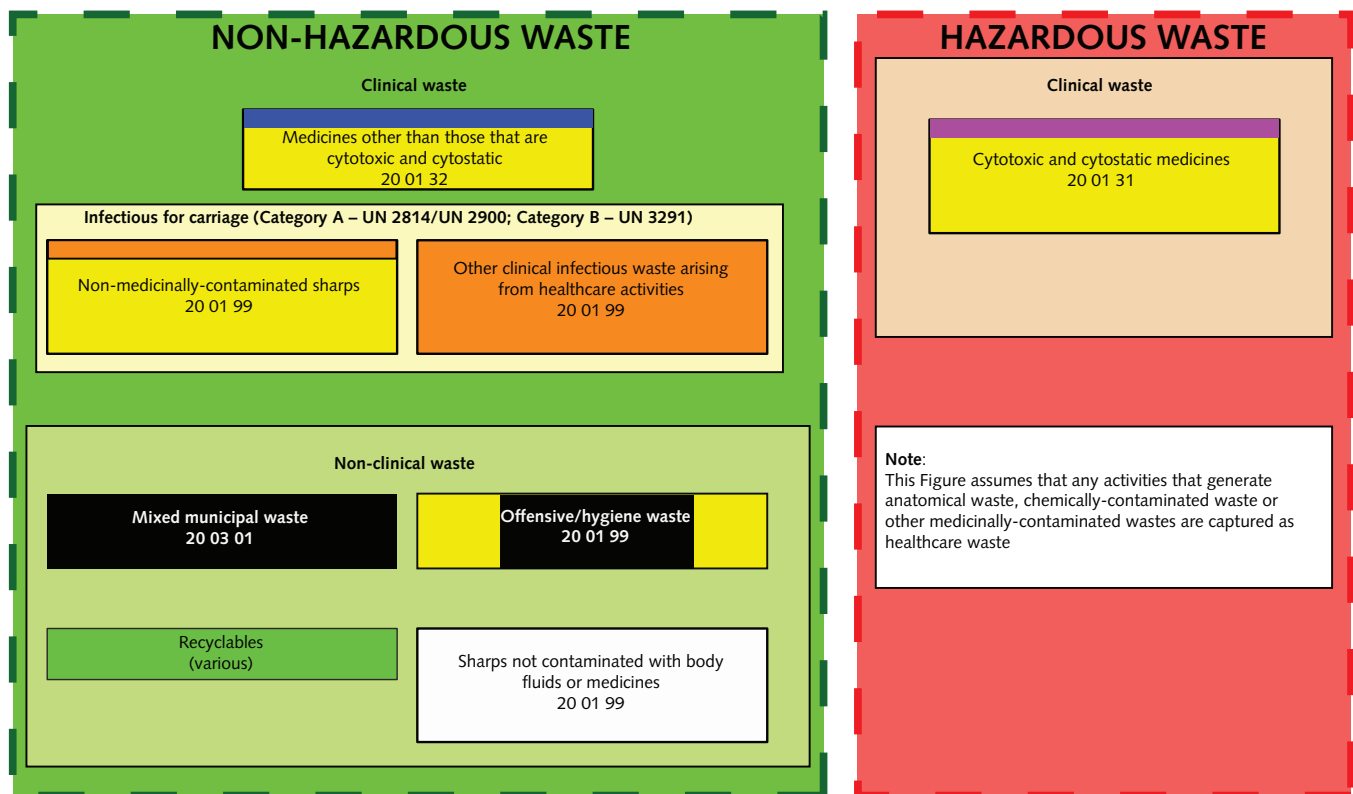 NON-HAZARDOUS WASTE
Clinical waste
Medicines other than those that are
cytotoxic and cytostatic
20 01 32
Infectious for carriage (Category A – UN 2814/UN 2900; Category B – UN 3291)
Non-medicinally-contaminated sharps
20 01 99
Other clinical infectious waste arising
from healthcare activities
20 01 99
Non-clinical waste
Mixed municipal waste
20 03 01
Offensive/hygiene waste
20 01 99
Recyclables
(various)
Sharps not contaminated with body
fluids or medicines
20 01 99
HAZARDOUS WASTE
Clinical waste
Cytotoxic and cytostatic medicines
20 01 31
Note:
This Figure assumes that any activities that generate
anatomical waste, chemically-contaminated waste or
other medicinally-contaminated wastes are captured as
healthcare waste